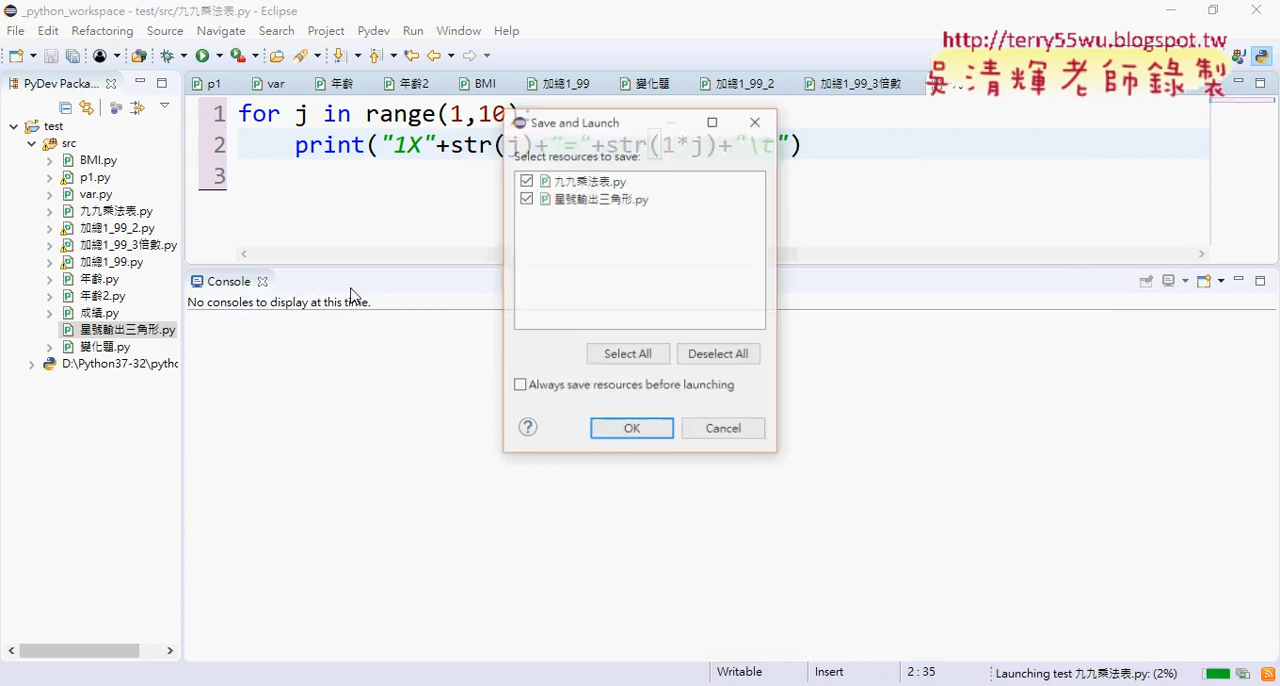 _python_workspace - test/src/九九乘法表.py - Eclipse
File Edit Refactoring Source Navigate Search Project Pydev Run Window Help
http://terry55wu.blogspot.tw
吳清輝老師錄製
PyDev Packa...
p1 var 年齡 年齡2 BMI 加總1_99 變化題 加總1_99_2 加總1_99_3倍數
test
src
BMI.py
p1.py
var.py
九九乘法表.py
加總1_99_2.py
加總1_99_3倍數.py
加總1_99.py
年齡.py
年齡2.py
成績.py
星號輸出三角形.py
變化題.py
D:\Python37-32\pytho
1 for j in range(1,10):
2 print("1X"+str(j)+"="+str(1*j)+"\t")
3
Console
No consoles to display at this time.
Save and Launch
Select resources to save:
九九乘法表.py
星號輸出三角形.py
Select All Deselect All
Always save resources before launching
? OK Cancel
Writable Insert 2 : 35 Launching test 九九乘法表.py: (2%)